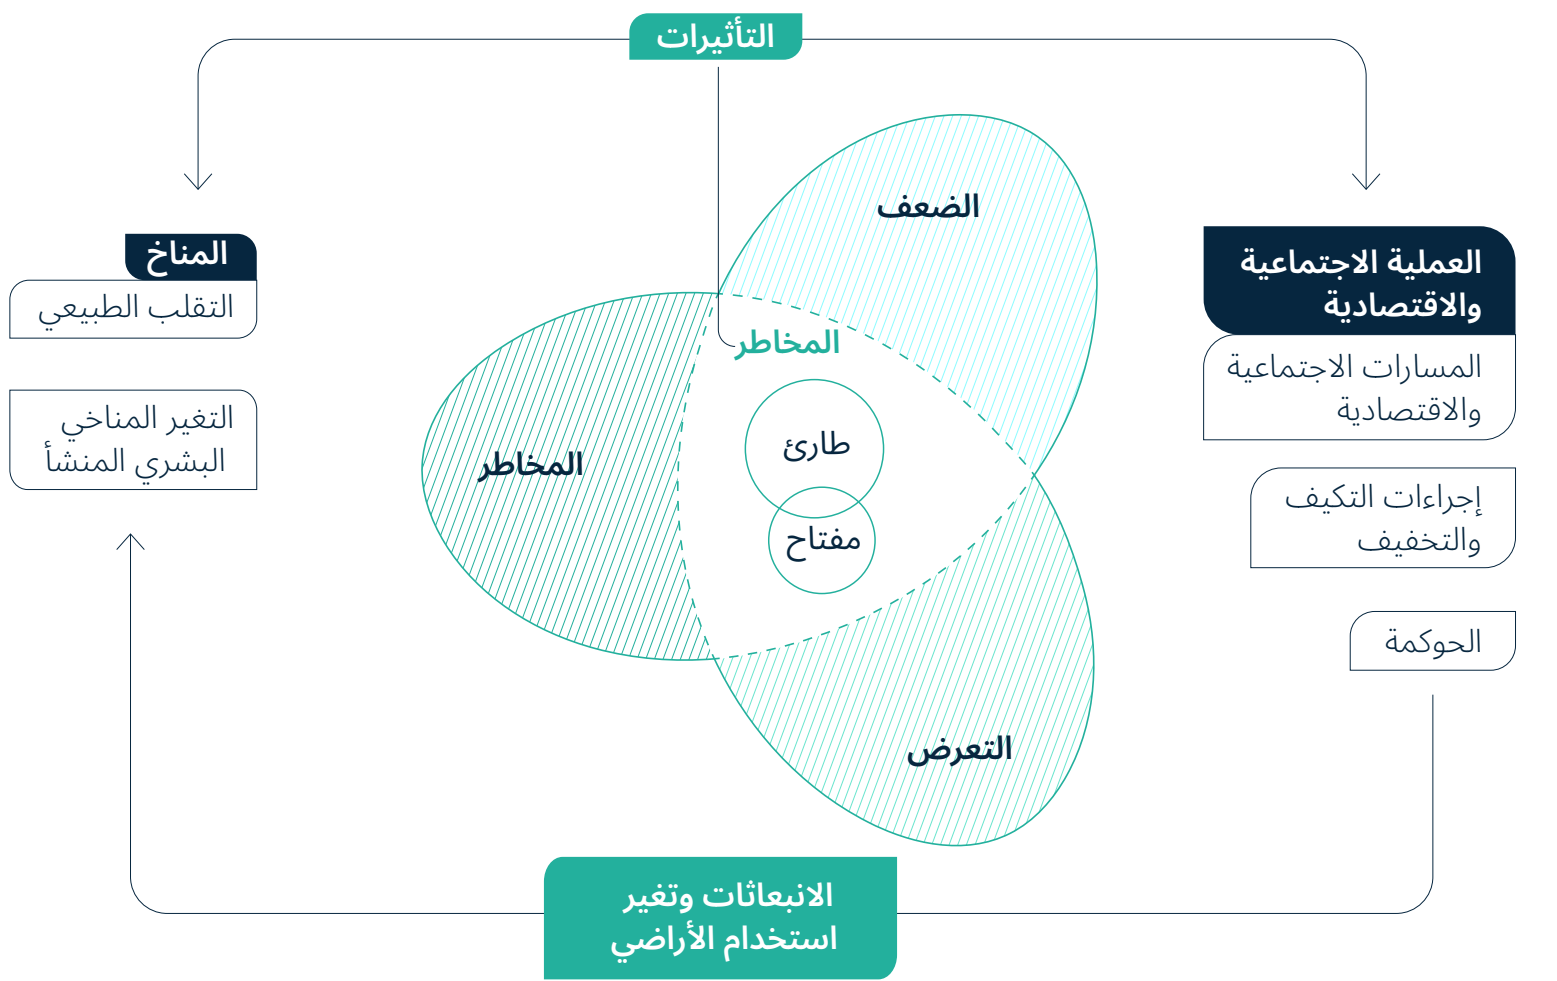 التأثيرات
الضعف
العملية الاجتماعية
والاقتصادية
المسارات الاجتماعية
والاقتصادية
إجراءات التكيف
والتخفيف
الحوكمة
المخاطر
طارئ
مفتاح
المخاطر
التعرض
المناخ
التقلب الطبيعي
التغير المناخي
البشري المنشأ
الانبعاثات وتغير
استخدام الأراضي